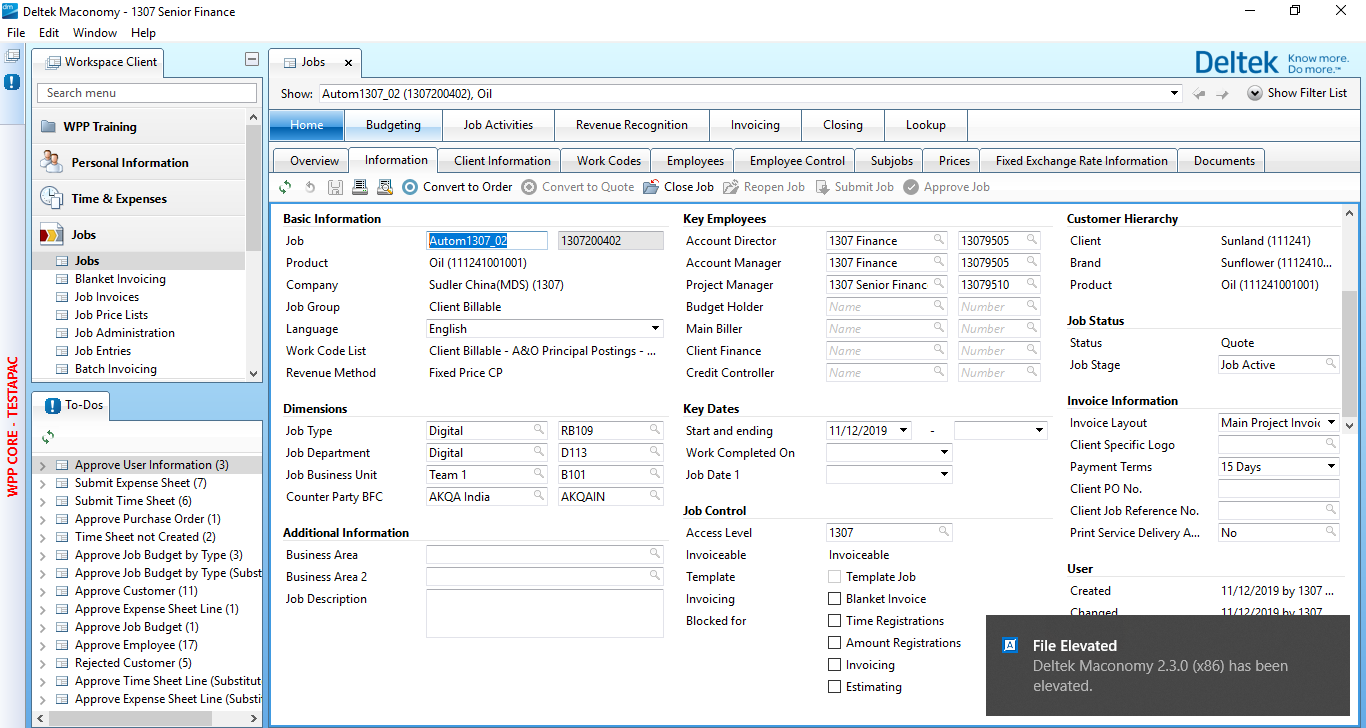 Deltek Maconomy - 1307 Senior Finance
File Edit Window Help
WPP CORE - TESTAPAC
Workspace Client
Search menu
WPP Training
Personal Information
Time & Expenses
Jobs
Jobs
Blanket Invoicing
Job Invoices
Job Price Lists
Job Administration
Job Entries
Batch Invoicing
To-Dos
Approve User Information (3)
Submit Expense Sheet (7)
Submit Time Sheet (6)
Approve Purchase Order (1)
Time Sheet not Created (2)
Approve Job Budget by Type (3)
Approve Job Budget by Type (Subst
Approve Customer (11)
Approve Expense Sheet Line (1)
Approve Job Budget (1)
Approve Employee (17)
Rejected Customer (5)
Approve Time Sheet Line (Substitut
Approve Expense Sheet Line (Subst
Jobs
Deltek Know more.
Do more.™
Show: Autom1307_02 (1307200402), Oil Show Filter List
Home Budgeting Job Activities Revenue Recognition Invoicing Closing Lookup
Overview Information Client Information Work Codes Employees Employee Control Subjobs Prices Fixed Exchange Rate Information Documents
Convert to Order Convert to Quote Close Job Reopen Job Submit Job Approve Job
Basic Information
Job Autom1307_02 1307200402
Product Oil (111241001001)
Company Sudler China(MDS) (1307)
Job Group Client Billable
Language English
Work Code List Client Billable - A&O Principal Postings - ...
Revenue Method Fixed Price CP
Dimensions
Job Type Digital RB109
Job Department Digital D113
Job Business Unit Team 1 B101
Counter Party BFC AKQA India AKQAIN
Additional Information
Business Area
Business Area 2
Job Description
Key Employees
Account Director 1307 Finance 13079505
Account Manager 1307 Finance 13079505
Project Manager 1307 Senior Financ 13079510
Budget Holder Name Number
Main Biller Name Number
Client Finance Name Number
Credit Controller Name Number
Key Dates
Start and ending 11/12/2019 -
Work Completed On
Job Date 1
Job Control
Access Level 1307
Invoiceable Invoiceable
Template Template Job
Invoicing Blanket Invoice
Blocked for Time Registrations
Amount Registrations
Invoicing
Estimating
Customer Hierarchy
Client Sunland (111241)
Brand Sunflower (1112410...
Product Oil (111241001001)
Job Status
Status Quote
Job Stage Job Active
Invoice Information
Invoice Layout Main Project Invoic
Client Specific Logo
Payment Terms 15 Days
Client PO No.
Client Job Reference No.
Print Service Delivery A... No
User
Created 11/12/2019 by 1307 ...
Changed 11/12/2019 by 1307
File Elevated
Deltek Maconomy 2.3.0 (x86) has been
elevated.